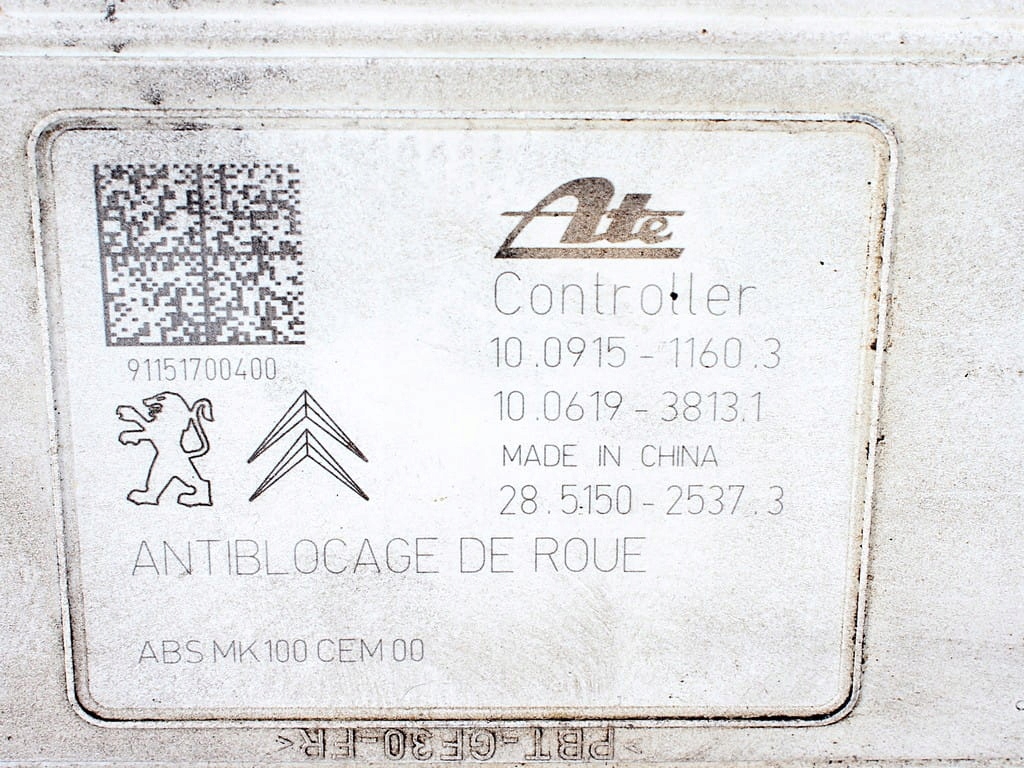 Ate
Controller
91151700400
10.0915-1160.3
10.0619-3813.1
MADE IN CHINA
28.5150-2537.3
ANTIBLOCAGE DE ROUE
ABS MK100 CEM 00
>PBT-GF30-FR<